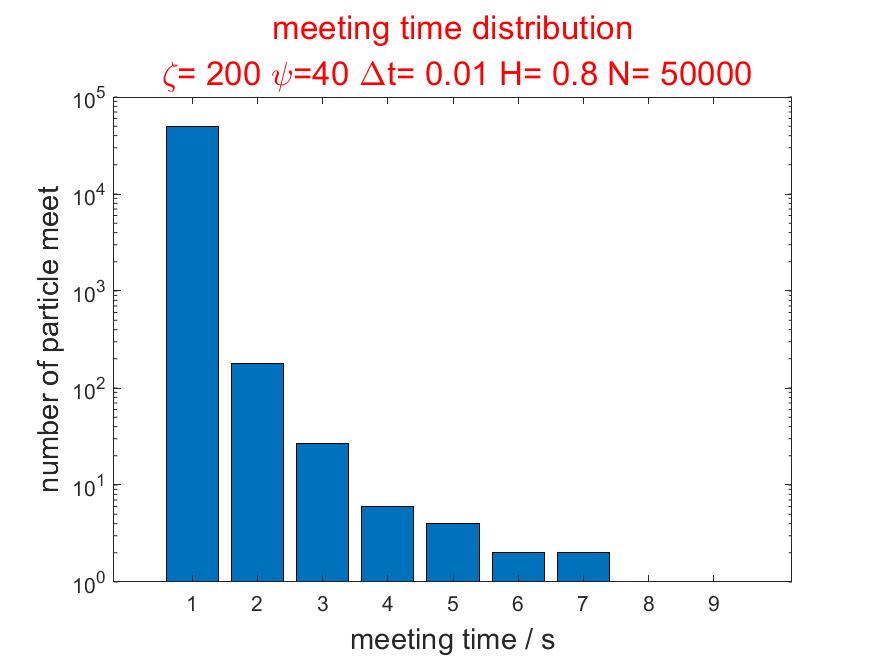 meeting time distribution
ζ= 200 ψ=40 Δt= 0.01 H= 0.8 N= 50000
10^5
10^4
10^3
10^2
10^1
10^0
number of particle meet
1 2 3 4 5 6 7 8 9
meeting time / s